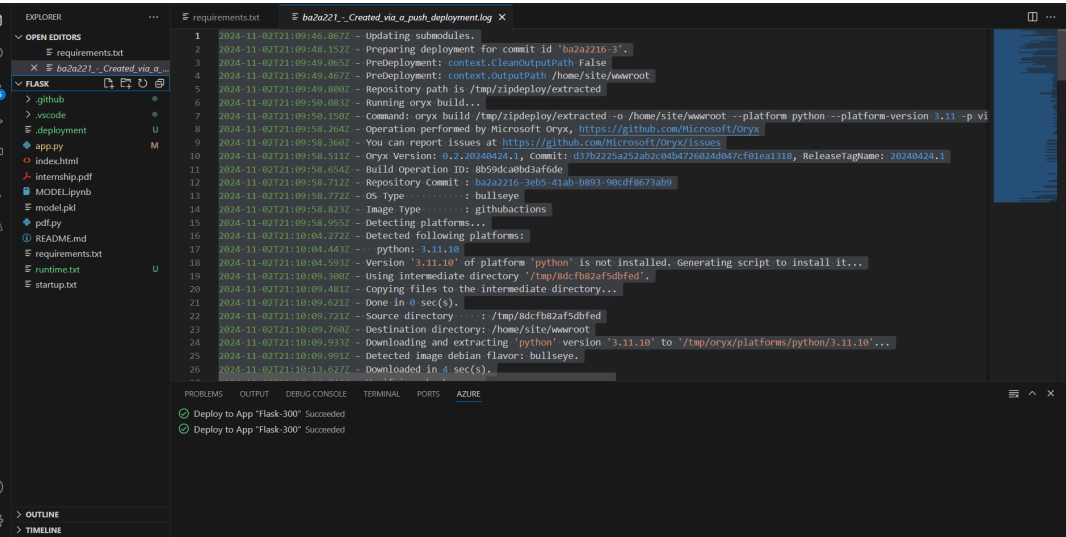 EXPLORER
OPEN EDITORS
requirements.txt
ba2a221_-_Created_via_a_...
FLASK
.github
.vscode
.deployment U
app.py M
index.html
internship.pdf
MODEL.ipynb
model.pkl
pdf.py
README.md
requirements.txt
runtime.txt U
startup.txt
OUTLINE
TIMELINE
requirements.txt ba2a221_-_Created_via_a_push_deployment.log
1 2024-11-02T21:09:46.867Z - Updating submodules.
2 2024-11-02T21:09:48.152Z - Preparing deployment for commit id 'ba2a2216-3'.
3 2024-11-02T21:09:49.065Z - PreDeployment: context.CleanOutputPath False
4 2024-11-02T21:09:49.467Z - PreDeployment: context.OutputPath /home/site/wwwroot
5 2024-11-02T21:09:49.800Z - Repository path is /tmp/zipdeploy/extracted
6 2024-11-02T21:09:50.083Z - Running oryx build...
7 2024-11-02T21:09:50.150Z - Command: oryx build /tmp/zipdeploy/extracted -o /home/site/wwwroot --platform python --platform-version 3.11 -p vi
8 2024-11-02T21:09:58.264Z - Operation performed by Microsoft Oryx, https://github.com/Microsoft/Oryx
9 2024-11-02T21:09:58.360Z - You can report issues at https://github.com/Microsoft/Oryx/issues
10 2024-11-02T21:09:58.511Z - Oryx Version: 0.2.20240424.1, Commit: d37b2225a252ab2c04b4726024d047cf01ea1318, ReleaseTagName: 20240424.1
11 2024-11-02T21:09:58.654Z - Build Operation ID: 8b59dca0bd3af6de
12 2024-11-02T21:09:58.712Z - Repository Commit : ba2a2216-3eb5-41ab-b893-90cdf8673ab9
13 2024-11-02T21:09:58.772Z - OS Type : bullseye
14 2024-11-02T21:09:58.823Z - Image Type : githubactions
15 2024-11-02T21:09:58.955Z - Detecting platforms...
16 2024-11-02T21:10:04.272Z - Detected following platforms:
17 2024-11-02T21:10:04.443Z - python: 3.11.10
18 2024-11-02T21:10:04.593Z - Version '3.11.10' of platform 'python' is not installed. Generating script to install it...
19 2024-11-02T21:10:09.300Z - Using intermediate directory '/tmp/8dcfb82af5dbfed'.
20 2024-11-02T21:10:09.481Z - Copying files to the intermediate directory...
21 2024-11-02T21:10:09.621Z - Done in 0 sec(s).
22 2024-11-02T21:10:09.721Z - Source directory : /tmp/8dcfb82af5dbfed
23 2024-11-02T21:10:09.760Z - Destination directory: /home/site/wwwroot
24 2024-11-02T21:10:09.933Z - Downloading and extracting 'python' version '3.11.10' to '/tmp/oryx/platforms/python/3.11.10'...
25 2024-11-02T21:10:09.991Z - Detected image debian flavor: bullseye.
26 2024-11-02T21:10:13.627Z - Downloaded in 4 sec(s).
PROBLEMS OUTPUT DEBUG CONSOLE TERMINAL PORTS AZURE
Deploy to App "Flask-300" Succeeded
Deploy to App "Flask-300" Succeeded